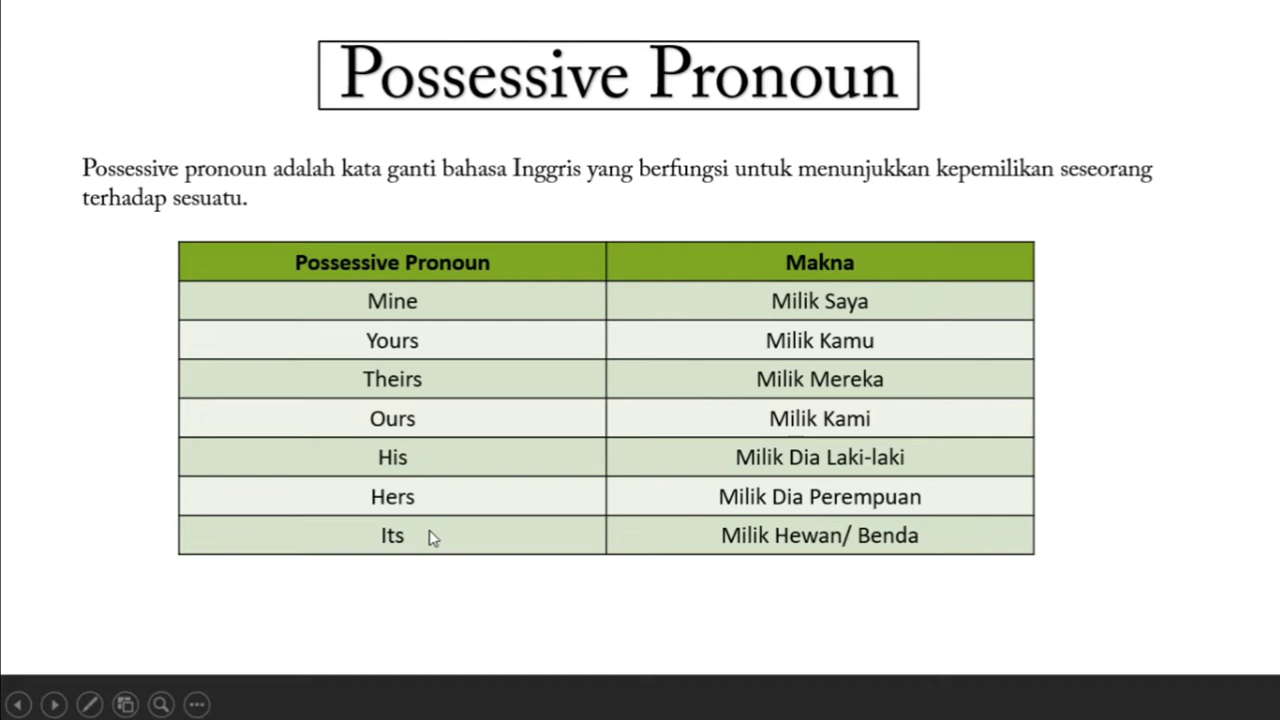 Possessive Pronoun
Possessive pronoun adalah kata ganti bahasa Inggris yang berfungsi untuk menunjukkan kepemilikan seseorang
terhadap sesuatu.
Possessive Pronoun Makna
Mine Milik Saya
Yours Milik Kamu
Theirs Milik Mereka
Ours Milik Kami
His Milik Dia Laki-laki
Hers Milik Dia Perempuan
Its Milik Hewan/ Benda